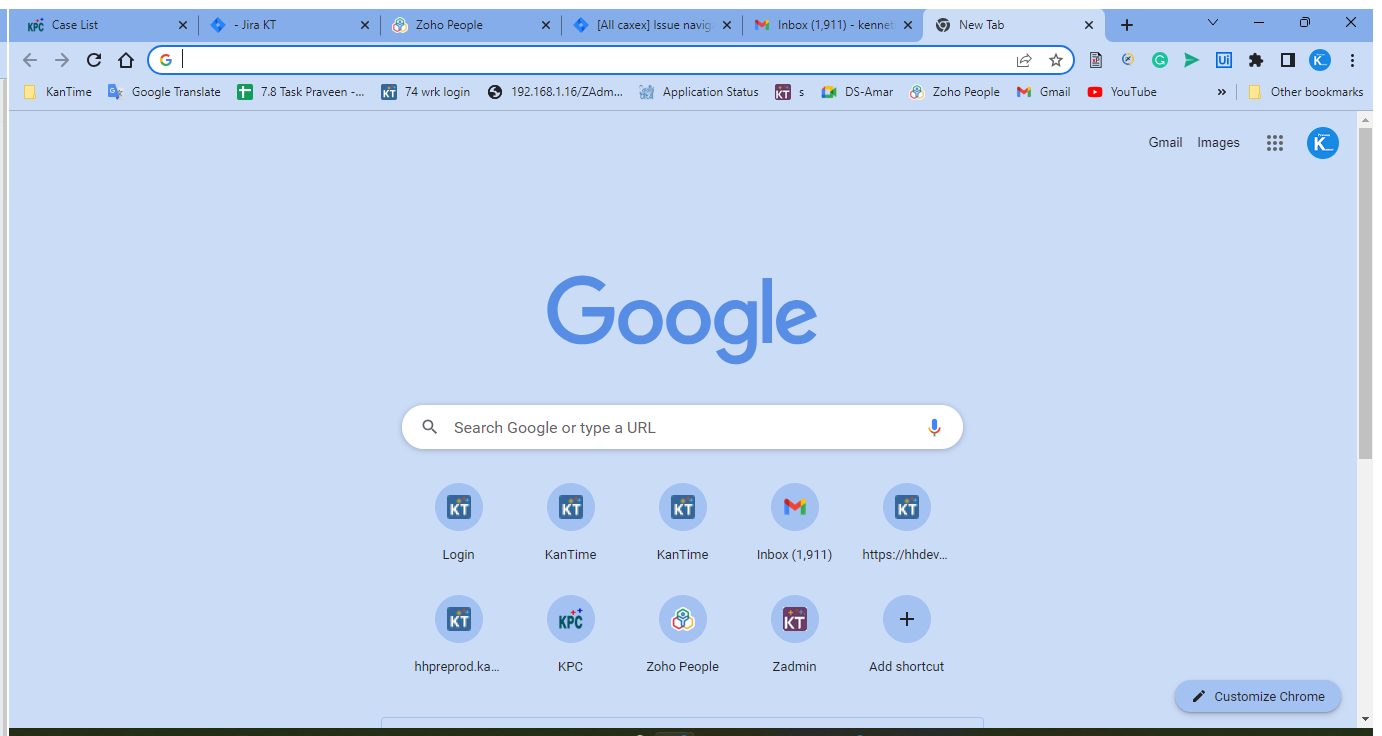 KPC Case List
- Jira KT
Zoho People
[All caxex] Issue navig
Inbox (1,911) - kennet
New Tab
G
Ui
K_
KanTime
Google Translate
7.8 Task Praveen -...
KT 74 wrk login
192.168.1.16/ZAdm...
Application Status
KT s
DS-Amar
Zoho People
Gmail
YouTube
»
Other bookmarks
Gmail
Images
K_
Google
Search Google or type a URL
KT
KT
KT
KT
Login
KanTime
KanTime
Inbox (1,911)
https://hhdev...
KT
KPC
KT
hhpreprod.ka...
KPC
Zoho People
Zadmin
Add shortcut
Customize Chrome